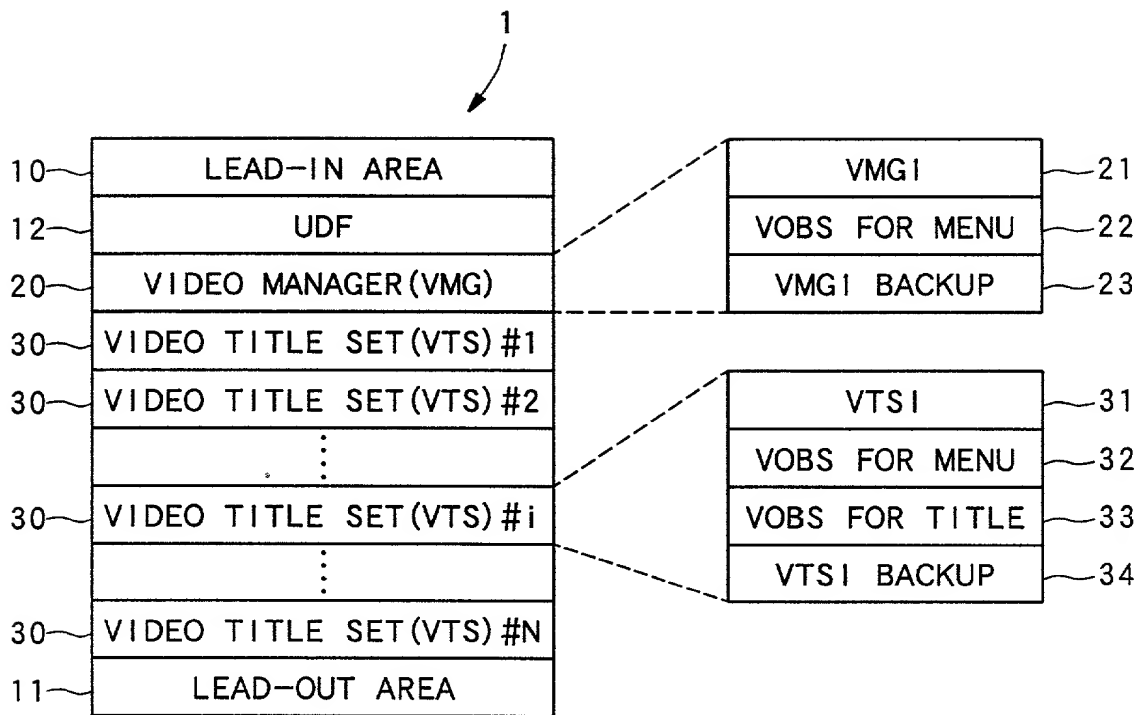 1
10 LEAD-IN AREA
12 UDF
20 VIDEO MANAGER(VMG)
30 VIDEO TITLE SET(VTS)#1
30 VIDEO TITLE SET(VTS)#2
30 VIDEO TITLE SET(VTS)#i
30 VIDEO TITLE SET(VTS)#N
11 LEAD-OUT AREA
VMGI 21
VOBS FOR MENU 22
VMGI BACKUP 23
VTSI 31
VOBS FOR MENU 32
VOBS FOR TITLE 33
VTSI BACKUP 34